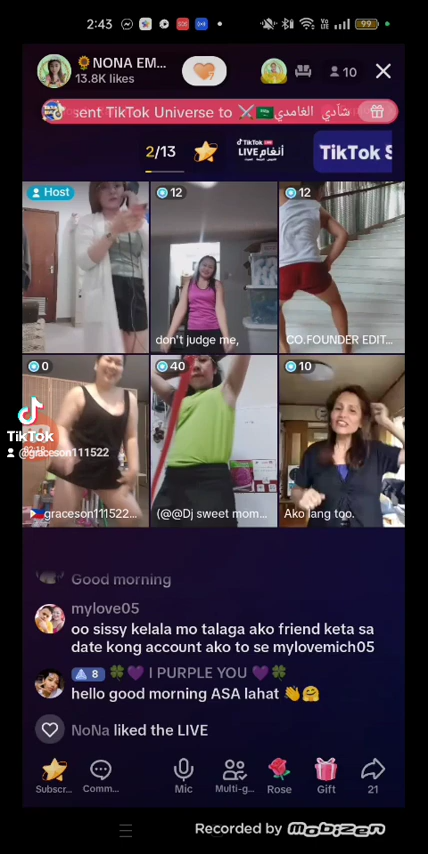 2:43
99
🌻NONA EM...
13.8K likes
10
sent TikTok Universe to ⚔️🇸🇦 شآدي الغامدي
2/13
TikTok LIVE أنغام
TikTok S
Host
12
12
don't judge me,
CO.FOUNDER EDIT...
0
40
10
TikTok
@graceson111522
🇵🇭graceson111522...
(@@Dj sweet mom...
Ako lang too.
Good morning
mylove05
oo sissy kelala mo talaga ako friend keta sa
date kong account ako to se mylovemich05
8 🍀💜 I PURPLE YOU 💜🍀
hello good morning ASA lahat 👋🤗
NoNa liked the LIVE
Subscr...
Comm...
Mic
Multi-g...
Rose
Gift
21
Recorded by Mobizen